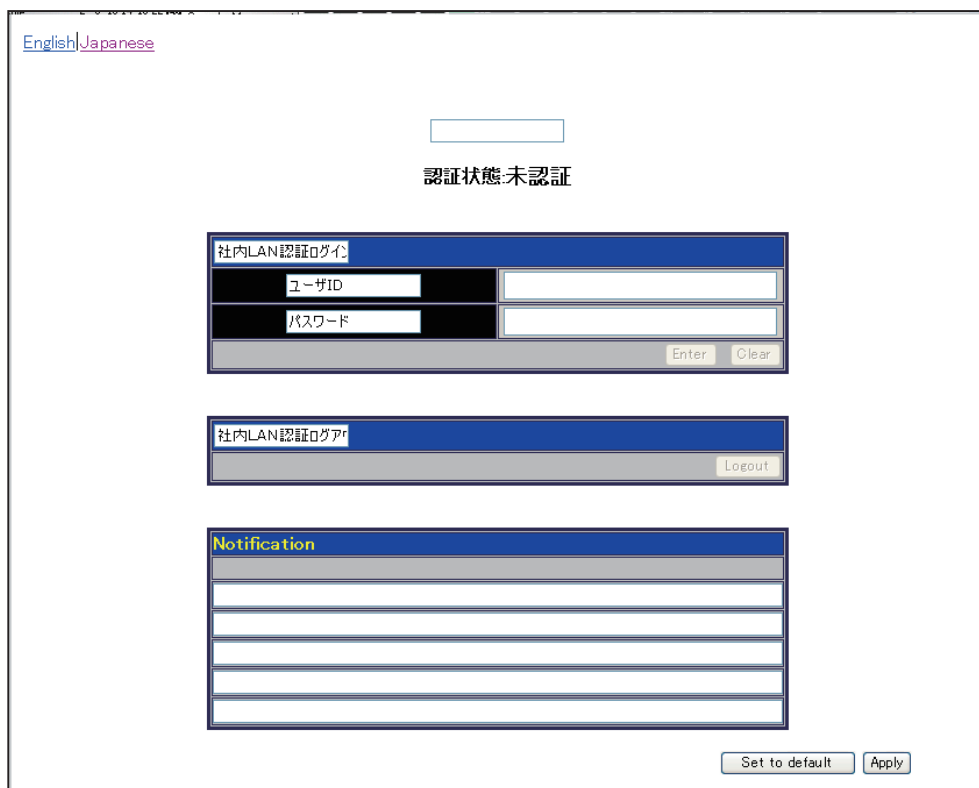 English|Japanese
認証状態:未認証
社内LAN認証ログイン
ユーザID
パスワード
Enter Clear
社内LAN認証ログア
Logout
Notification
Set to default Apply